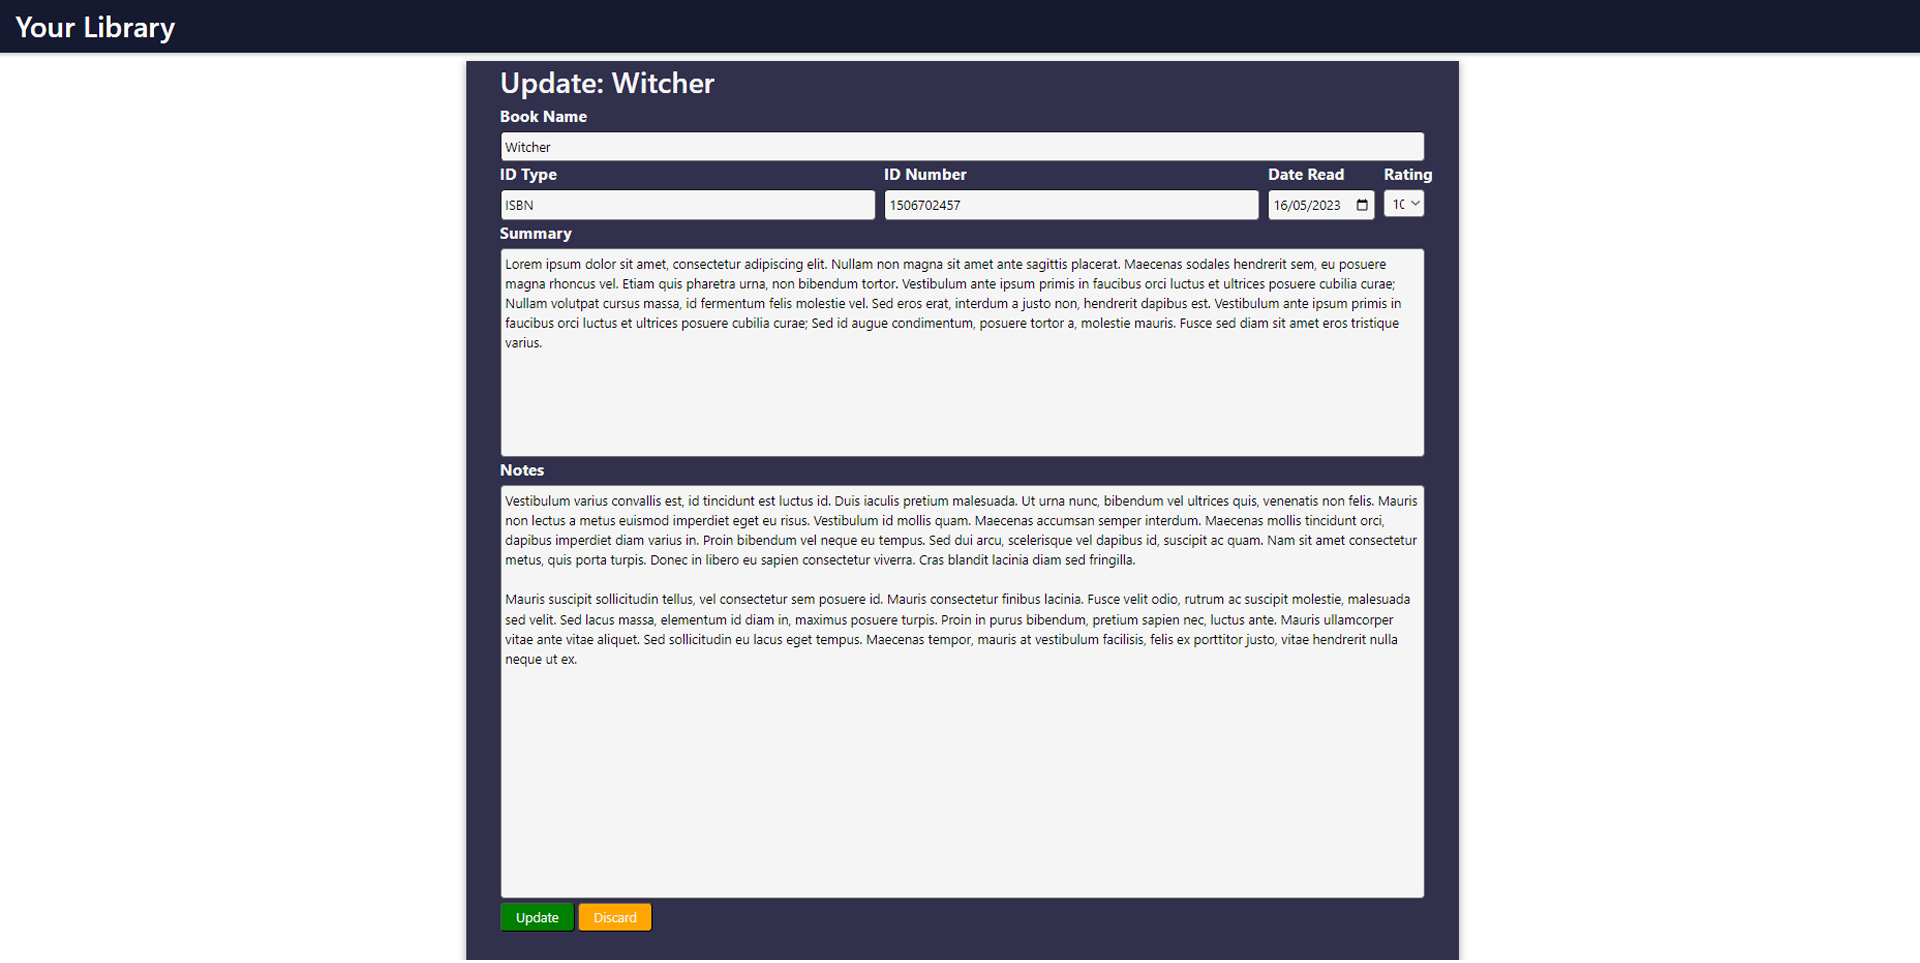 Your Library
Update: Witcher
Book Name
Witcher
ID Type
ID Number
Date Read
Rating
ISBN
1506702457
16/05/2023
10
Summary
Lorem ipsum dolor sit amet, consectetur adipiscing elit. Nullam non magna sit amet ante sagittis placerat. Maecenas sodales hendrerit sem, eu posuere
magna rhoncus vel. Etiam quis pharetra urna, non bibendum tortor. Vestibulum ante ipsum primis in faucibus orci luctus et ultrices posuere cubilia curae;
Nullam volutpat cursus massa, id fermentum felis molestie vel. Sed eros erat, interdum a justo non, hendrerit dapibus est. Vestibulum ante ipsum primis in
faucibus orci luctus et ultrices posuere cubilia curae; Sed id augue condimentum, posuere tortor a, molestie mauris. Fusce sed diam sit amet eros tristique
varius.
Notes
Vestibulum varius convallis est, id tincidunt est luctus id. Duis iaculis pretium malesuada. Ut urna nunc, bibendum vel ultrices quis, venenatis non felis. Mauris
non lectus a metus euismod imperdiet eget eu risus. Vestibulum id mollis quam. Maecenas accumsan semper interdum. Maecenas mollis tincidunt orci,
dapibus imperdiet diam varius in. Proin bibendum vel neque eu tempus. Sed dui arcu, scelerisque vel dapibus id, suscipit ac quam. Nam sit amet consectetur
metus, quis porta turpis. Donec in libero eu sapien consectetur viverra. Cras blandit lacinia diam sed fringilla.
Mauris suscipit sollicitudin tellus, vel consectetur sem posuere id. Mauris consectetur finibus lacinia. Fusce velit odio, rutrum ac suscipit molestie, malesuada
sed velit. Sed lacus massa, elementum id diam in, maximus posuere turpis. Proin in purus bibendum, pretium sapien nec, luctus ante. Mauris ullamcorper
vitae ante vitae aliquet. Sed sollicitudin eu lacus eget tempus. Maecenas tempor, mauris at vestibulum facilisis, felis ex porttitor justo, vitae hendrerit nulla
neque ut ex.
Update
Discard